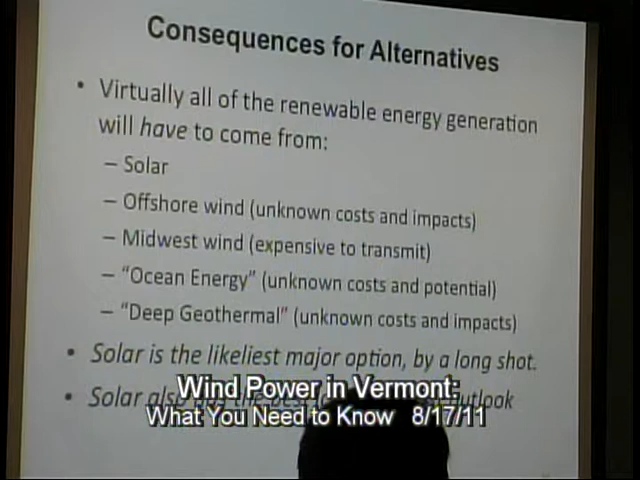 Consequences for Alternatives
• Virtually all of the renewable energy generation
will have to come from:
– Solar
– Offshore wind (unknown costs and impacts)
– Midwest wind (expensive to transmit)
– "Ocean Energy" (unknown costs and potential)
– "Deep Geothermal" (unknown costs and impacts)
• Solar is the likeliest major option, by a long shot.
• Solar also outlook
Wind Power in Vermont:
What You Need to Know 8/17/11